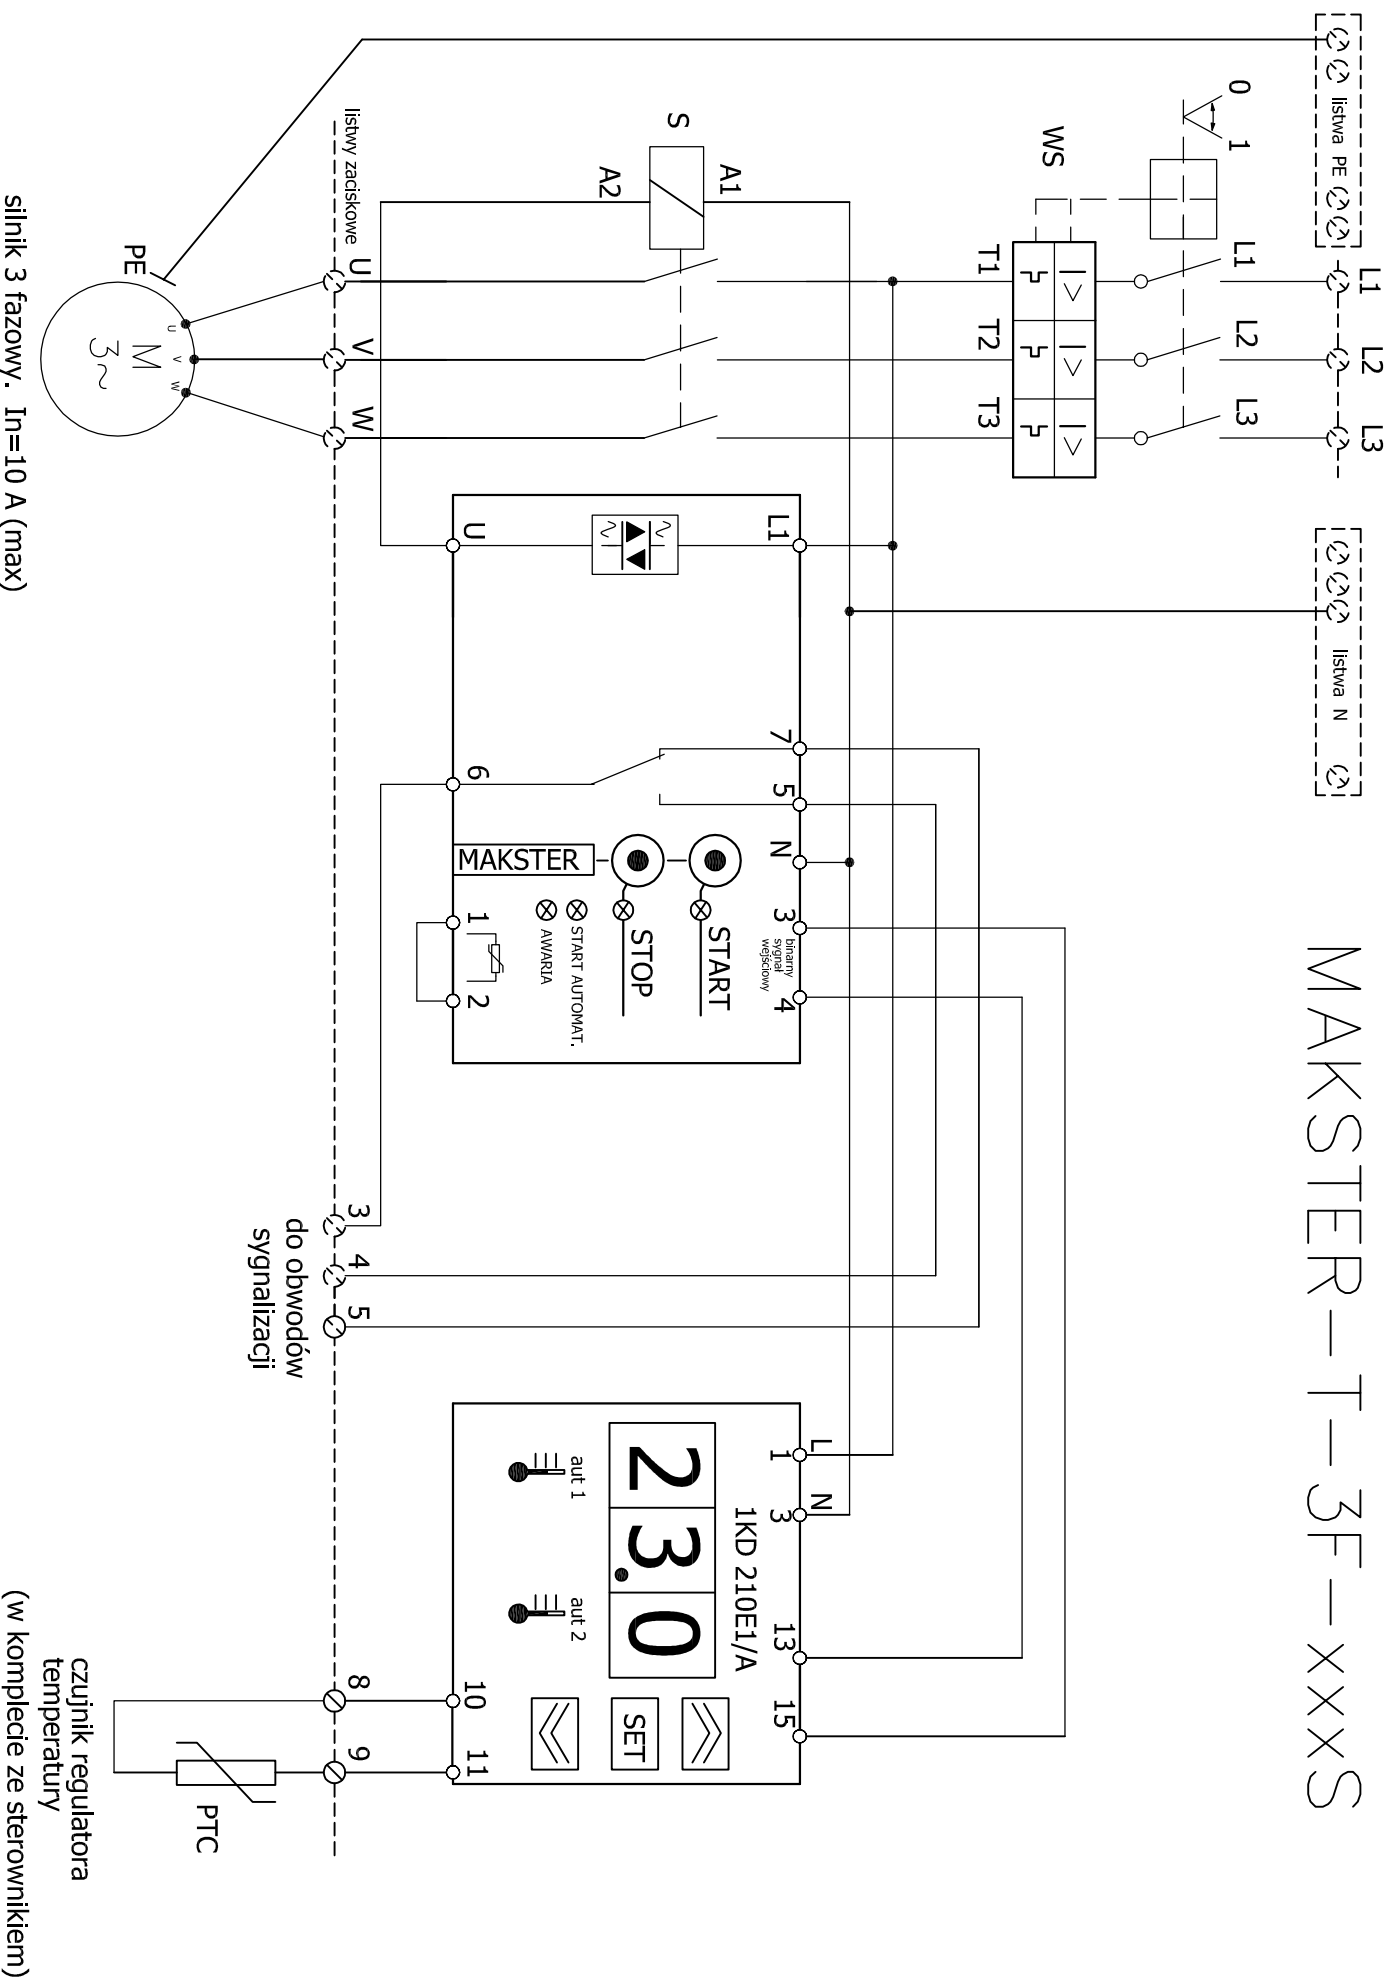 MAKSTER-T-3F-XXXS
listwa PE
L1
L2
L3
listwa N
0
1
L1
L2
L3
WS
T1
T2
T3
S
A1
A2
L1
7
5
N
3
binarny
sygnał
wejściowy
4
START
STOP
START AUTOMAT.
AWARIA
MAKSTER
U
6
1
2
L
N
1
3
13
15
1KD 210E1/A
23.0
SET
aut 1
aut 2
10
11
listwy zaciskowe
U
V
W
3
4
5
8
9
do obwodów
sygnalizacji
PE
U
V
W
M
3~
PTC
silnik 3 fazowy. In=10 A (max)
czujnik regulatora
temperatury
(w komplecie ze sterownikiem)